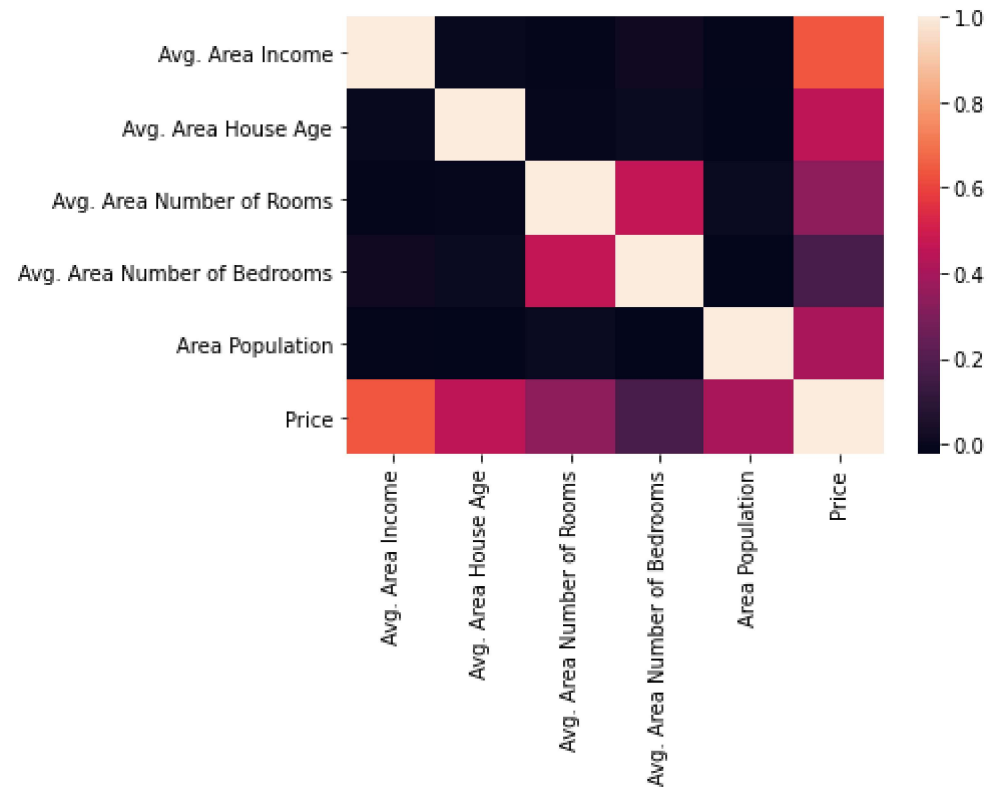 Avg. Area Income
Avg. Area House Age
Avg. Area Number of Rooms
Avg. Area Number of Bedrooms
Area Population
Price
Avg. Area Income
Avg. Area House Age
Avg. Area Number of Rooms
Avg. Area Number of Bedrooms
Area Population
Price
1.0
0.8
0.6
0.4
0.2
0.0